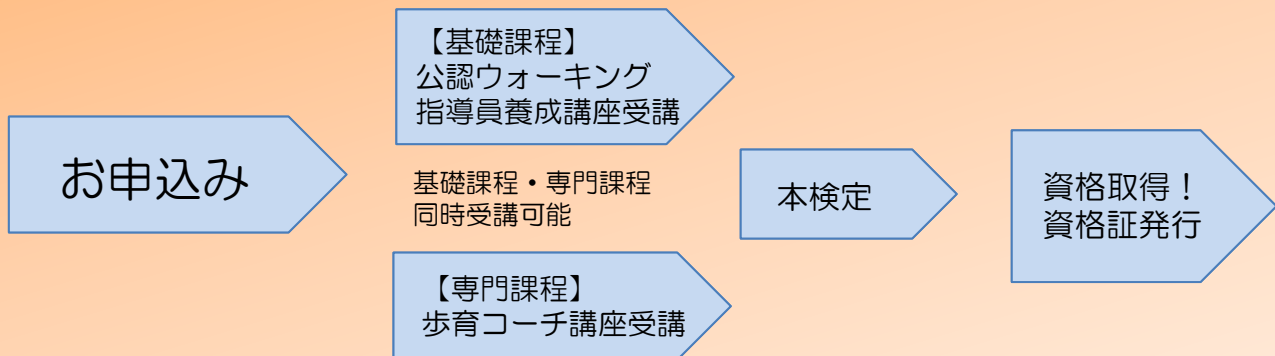 お申込み
【基礎課程】
公認ウォーキング
指導員養成講座受講
基礎課程・専門課程
同時受講可能
【専門課程】
歩育コーチ講座受講
本検定
資格取得！
資格証発行